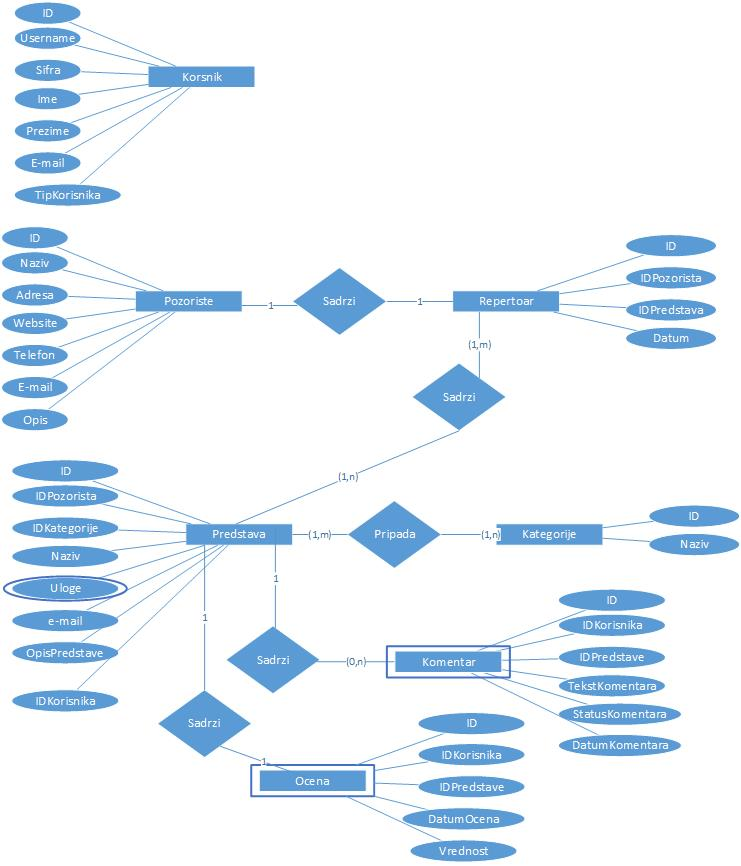 ID
Username
Sifra
Ime
Prezime
E-mail
TipKorisnika
Korsnik
ID
Naziv
Adresa
Website
Telefon
E-mail
Opis
Pozoriste
1
Sadrzi
1
Repertoar
ID
IDPozorista
IDPredstava
Datum
(1,m)
Sadrzi
(1,n)
ID
IDPozorista
IDKategorije
Naziv
Uloge
e-mail
OpisPredstave
IDKorisnika
Predstava
(1,m)
Pripada
(1,n)
Kategorije
ID
Naziv
1
Sadrzi
(0,n)
Komentar
ID
IDKorisnika
IDPredstave
TekstKomentara
StatusKomentara
DatumKomentara
1
Sadrzi
1
Ocena
ID
IDKorisnika
IDPredstave
DatumOcena
Vrednost